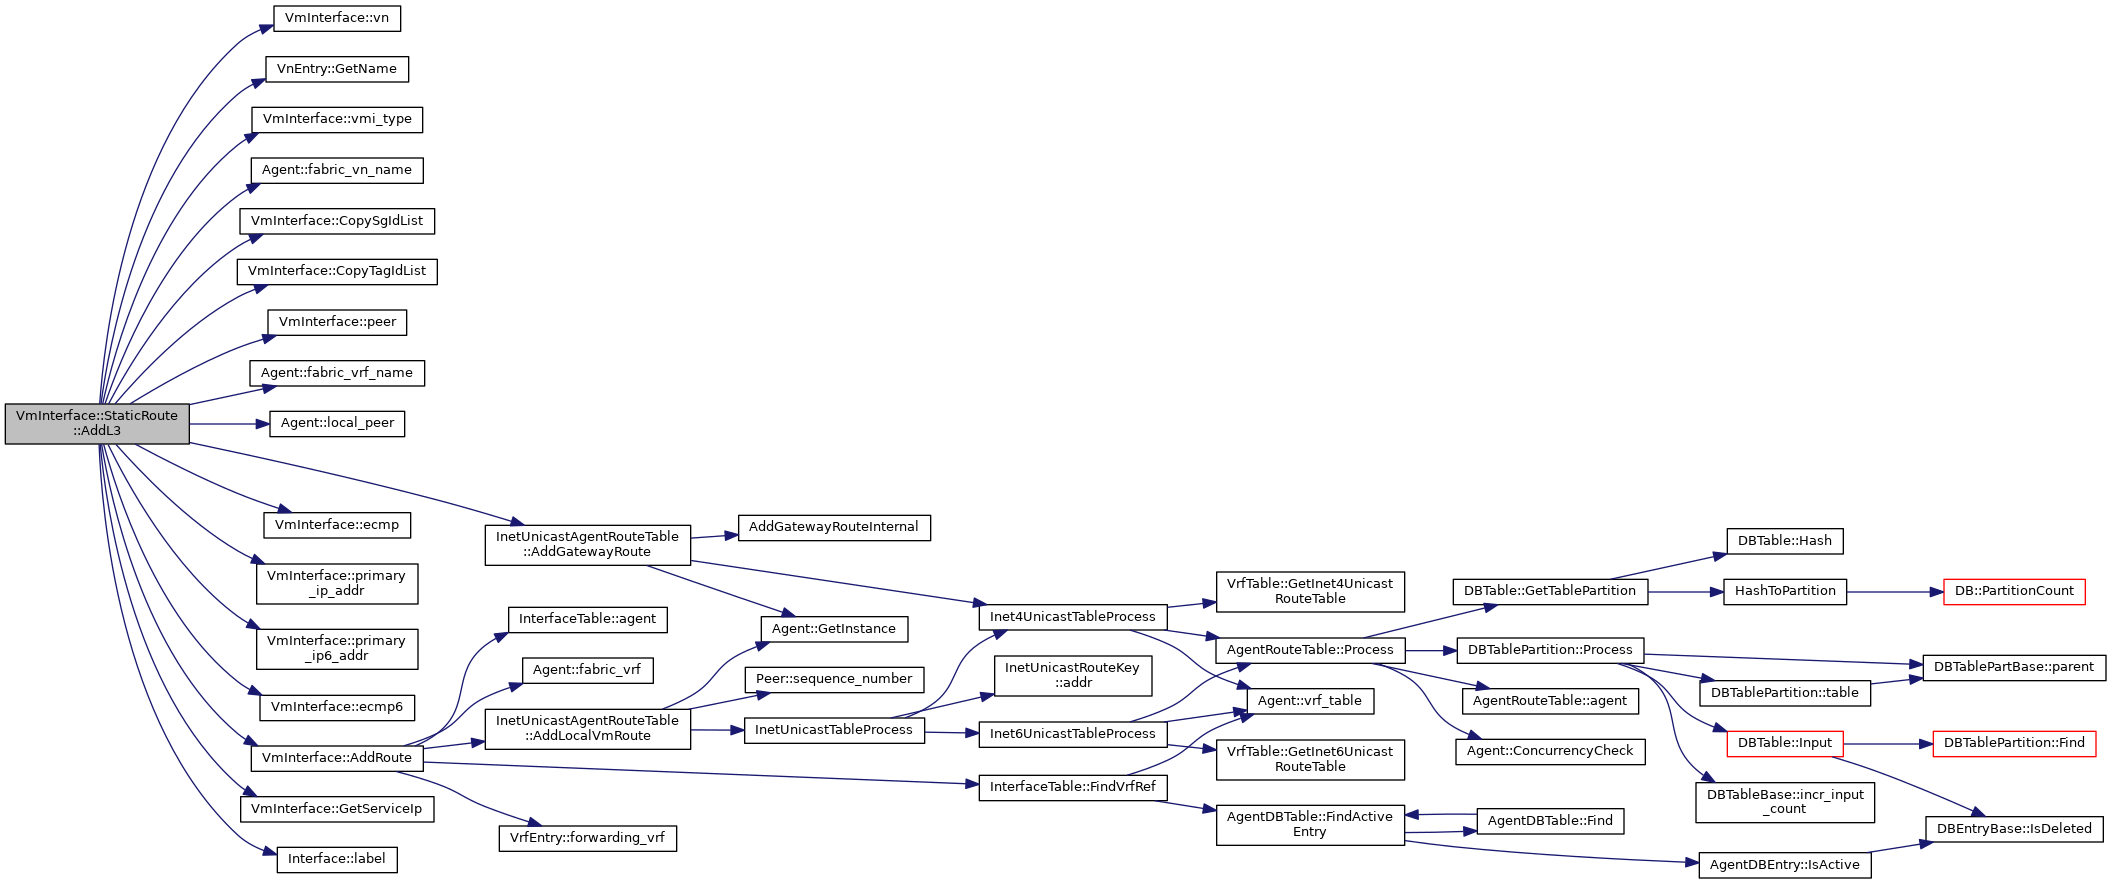 VmInterface::StaticRoute
::AddL3
VmInterface::vn
VnEntry::GetName
VmInterface::vmi_type
Agent::fabric_vn_name
VmInterface::CopySgIdList
VmInterface::CopyTagIdList
VmInterface::peer
Agent::fabric_vrf_name
Agent::local_peer
VmInterface::ecmp
VmInterface::primary
_ip_addr
VmInterface::primary
_ip6_addr
VmInterface::ecmp6
VmInterface::AddRoute
VmInterface::GetServiceIp
Interface::label
InetUnicastAgentRouteTable
::AddGatewayRoute
InterfaceTable::agent
Agent::fabric_vrf
InetUnicastAgentRouteTable
::AddLocalVmRoute
VrfEntry::forwarding_vrf
AddGatewayRouteInternal
Agent::GetInstance
Peer::sequence_number
InetUnicastTableProcess
Inet4UnicastTableProcess
InetUnicastRouteKey
::addr
Inet6UnicastTableProcess
InterfaceTable::FindVrfRef
VrfTable::GetInet4Unicast
RouteTable
AgentRouteTable::Process
Agent::vrf_table
VrfTable::GetInet6Unicast
RouteTable
AgentDBTable::FindActive
Entry
DBTable::GetTablePartition
DBTablePartition::Process
AgentRouteTable::agent
Agent::ConcurrencyCheck
AgentDBTable::Find
DBTable::Hash
HashToPartition
DBTablePartition::table
DBTable::Input
DBTableBase::incr_input
_count
AgentDBEntry::IsActive
DB::PartitionCount
DBTablePartBase::parent
DBTablePartition::Find
DBEntryBase::IsDeleted